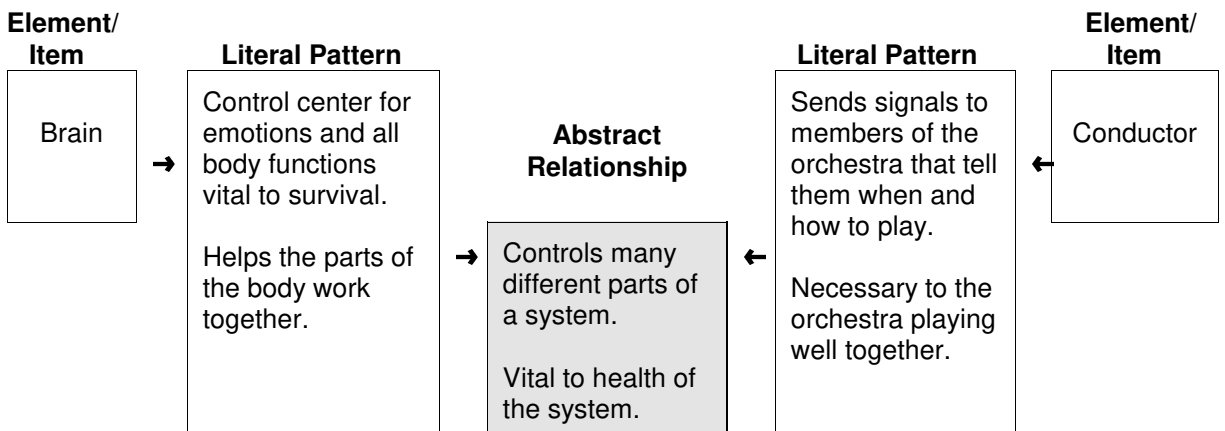 Element/
Item
Brain
Literal Pattern
Control center for
emotions and all
body functions
vital to survival.
Helps the parts of
the body work
together.
Abstract
Relationship
Controls many
different parts of
a system.
Vital to health of
the system.
Literal Pattern
Sends signals to
members of the
orchestra that tell
them when and
how to play.
Necessary to the
orchestra playing
well together.
Element/
Item
Conductor